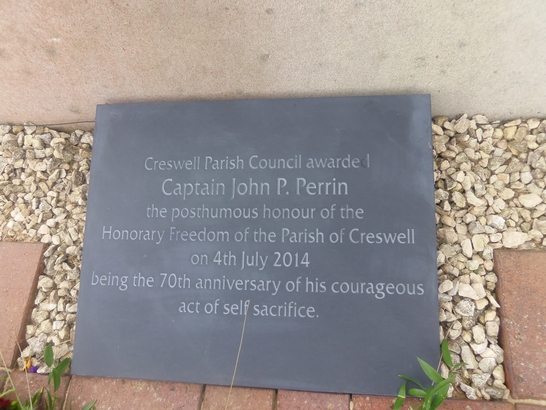 Creswell Parish Council awarded
Captain John P. Perrin
the posthumous honour of the
Honorary Freedom of the Parish of Creswell
on 4th July 2014
being the 70th anniversary of his courageous
act of self sacrifice.